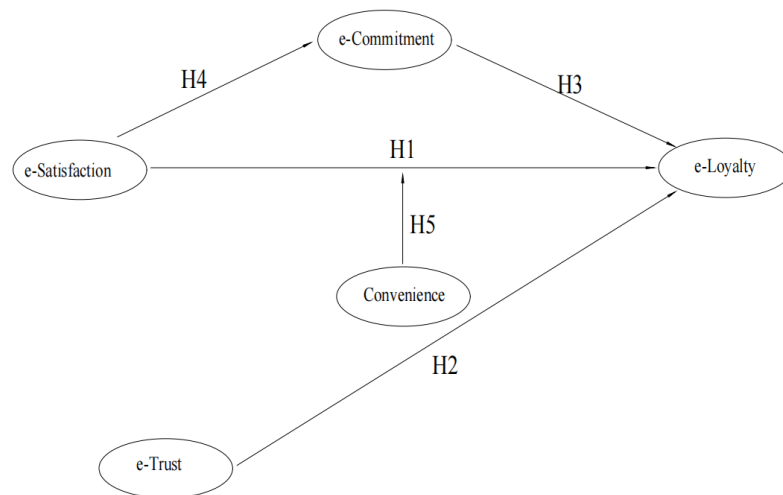 e-Commitment
H4
H3
H1
e-Satisfaction
e-Loyalty
H5
Convenience
H2
e-Trust